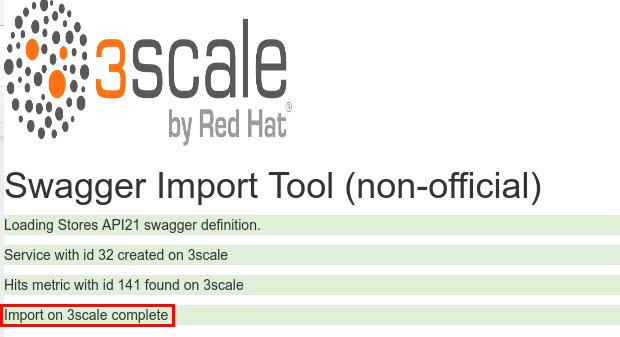 3scale
by Red Hat®
Swagger Import Tool (non-official)
Loading Stores API21 swagger definition.
Service with id 32 created on 3scale
Hits metric with id 141 found on 3scale
Import on 3scale complete